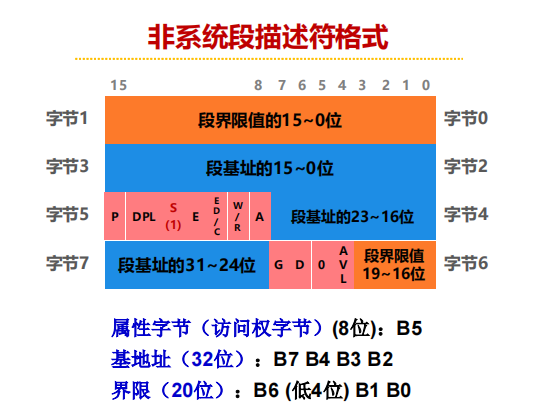 非系统段描述符格式
15 8 7 6 5 4 3 2 1 0
字节1 段界限值的15~0位 字节0
字节3 段基址的15~0位 字节2
字节5 P DPL S (1) E ED/C W/R A 段基址的23~16位 字节4
字节7 段基址的31~24位 G D 0 AVL 段界限值 19~16位 字节6
属性字节（访问权字节）(8位)：B5
基地址（32位）：B7 B4 B3 B2
界限（20位）：B6 (低4位) B1 B0